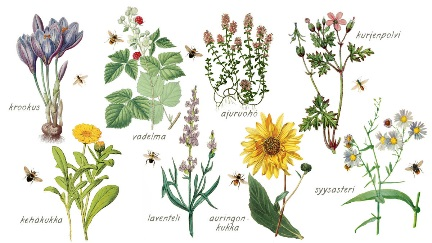 krookus
vadelma
ajuruoho
kurjenpolvi
kehäkukka
laventeli
auringon
kukka
syysasteri